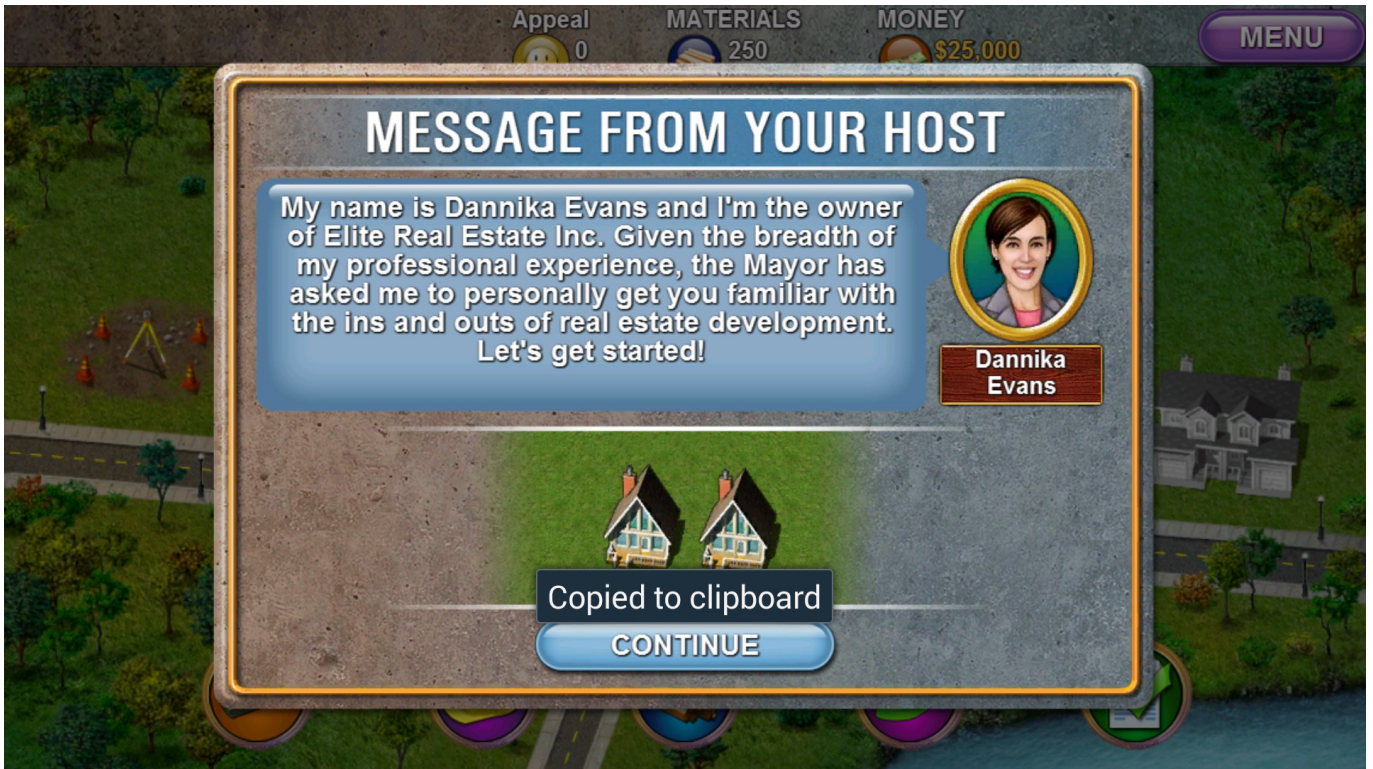 Appeal
0
MATERIALS
250
MONEY
$25,000
MENU
MESSAGE FROM YOUR HOST
My name is Dannika Evans and I'm the owner
of Elite Real Estate Inc. Given the breadth of
my professional experience, the Mayor has
asked me to personally get you familiar with
the ins and outs of real estate development.
Let's get started!
Dannika
Evans
Copied to clipboard
CONTINUE